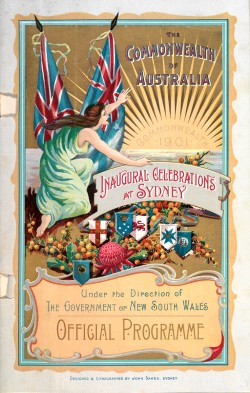 THE
COMMONWEALTH
OF
AUSTRALIA
COMMONWEALTH
1901
INAUGURAL CELEBRATIONS
AT SYDNEY
Under the Direction of
THE GOVERNMENT OF NEW SOUTH WALES
OFFICIAL PROGRAMME
DESIGNED & LITHOGRAPHED BY JOHN SANDS, SYDNEY.